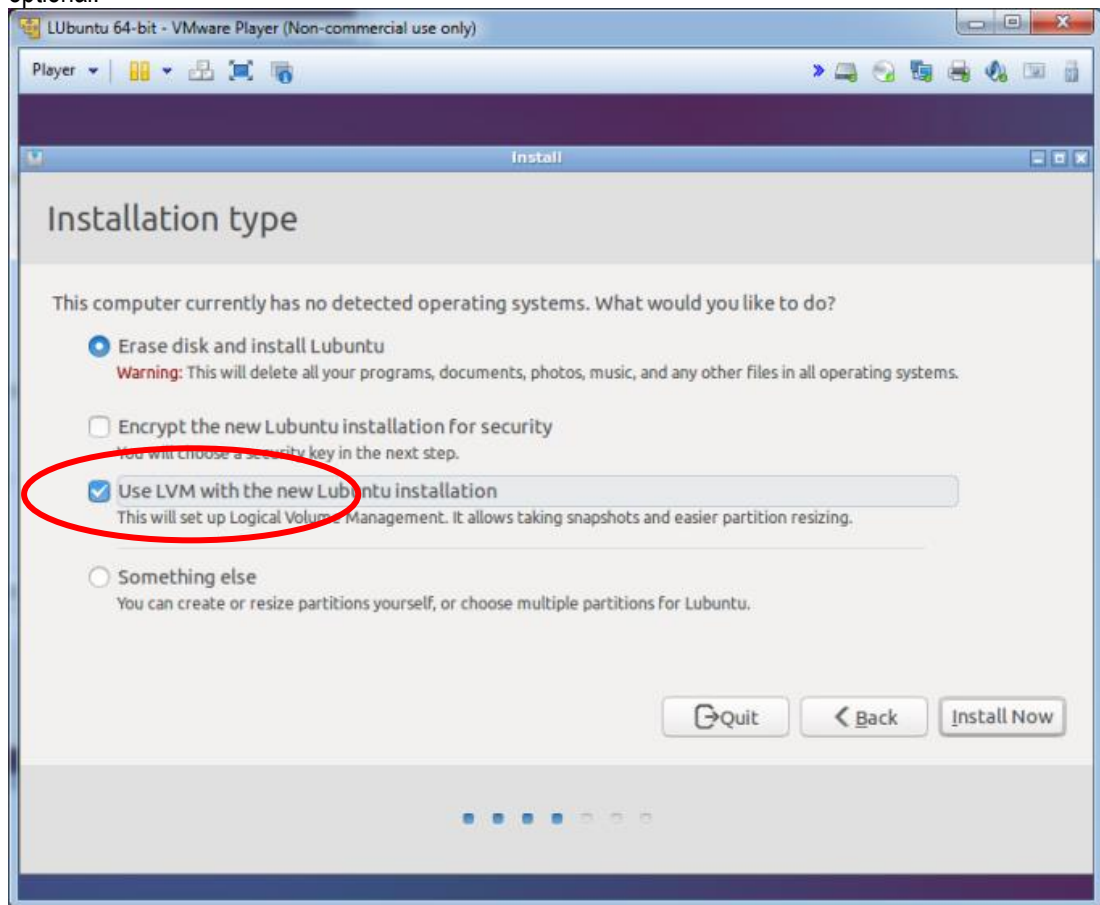 optional.
LUbuntu 64-bit - VMware Player (Non-commercial use only)
Player
Install
Installation type
This computer currently has no detected operating systems. What would you like to do?
Erase disk and install Lubuntu
Warning: This will delete all your programs, documents, photos, music, and any other files in all operating systems.
Encrypt the new Lubuntu installation for security
You will choose a security key in the next step.
Use LVM with the new Lubuntu installation
This will set up Logical Volume Management. It allows taking snapshots and easier partition resizing.
Something else
You can create or resize partitions yourself, or choose multiple partitions for Lubuntu.
Quit Back Install Now